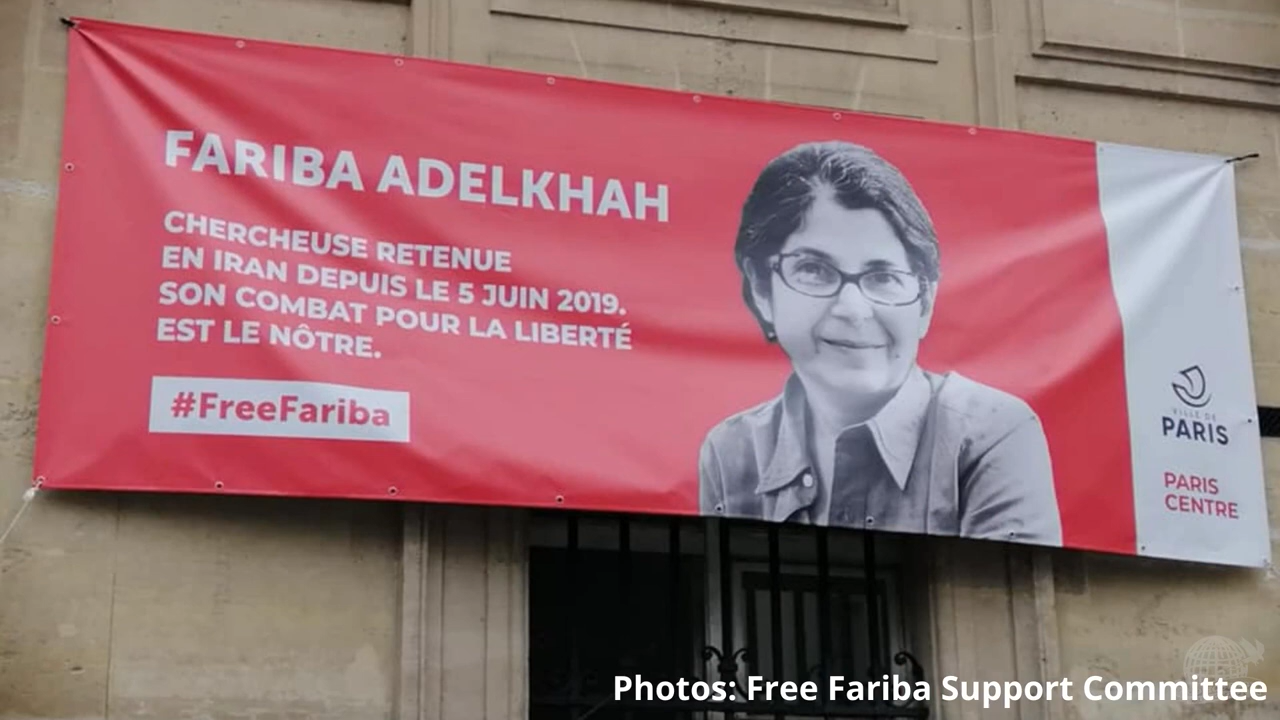 FARIBA ADELKHAH
CHERCHEUSE RETENUE
EN IRAN DEPUIS LE 5 JUIN 2019.
SON COMBAT POUR LA LIBERTÉ
EST LE NÔTRE.
#FreeFariba
VILLE DE
PARIS
PARIS
CENTRE
Photos: Free Fariba Support Committee